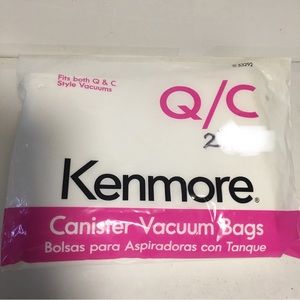 Fits both Q & C
Style Vacuums
Q/C
2
Kenmore®
Canister Vacuum Bags
Bolsas para Aspiradoras con Tanque